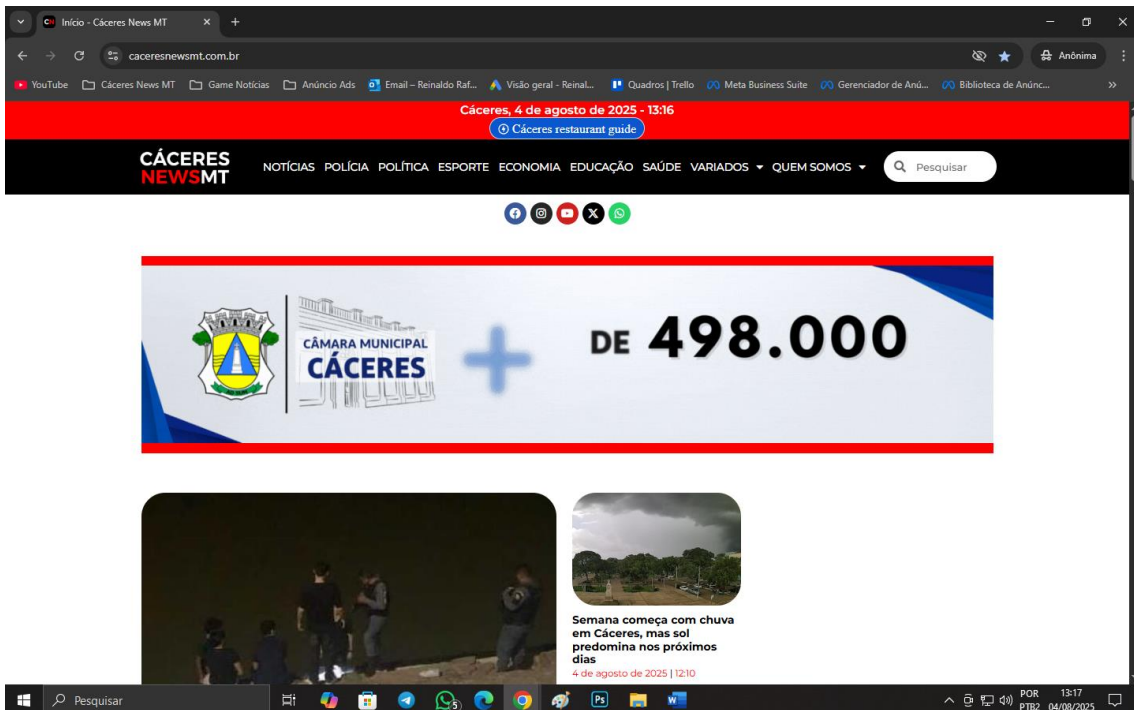 Início - Cáceres News MT
caceresnewsmt.com.br
Anônima
YouTube Cáceres News MT Game Notícias Anúncio Ads Email – Reinaldo Raf... Visão geral - Reinal... Quadros | Trello Meta Business Suite Gerenciador de Anú... Biblioteca de Anúnc...
Cáceres, 4 de agosto de 2025 - 13:16
Cáceres restaurant guide
CÁCERES
NEWSMT
NOTÍCIAS POLÍCIA POLÍTICA ESPORTE ECONOMIA EDUCAÇÃO SAÚDE VARIADOS QUEM SOMOS Pesquisar
CÂMARA MUNICIPAL
CÁCERES
+ DE 498.000
Semana começa com chuva
em Cáceres, mas sol
predomina nos próximos
dias
4 de agosto de 2025 | 12:10
Pesquisar
POR
PTB2
13:17
04/08/2025